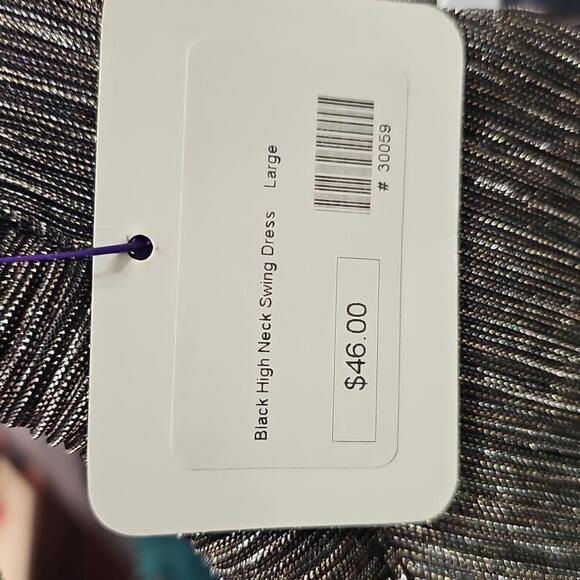 Black High Neck Swing Dress Large
$46.00
# 30059